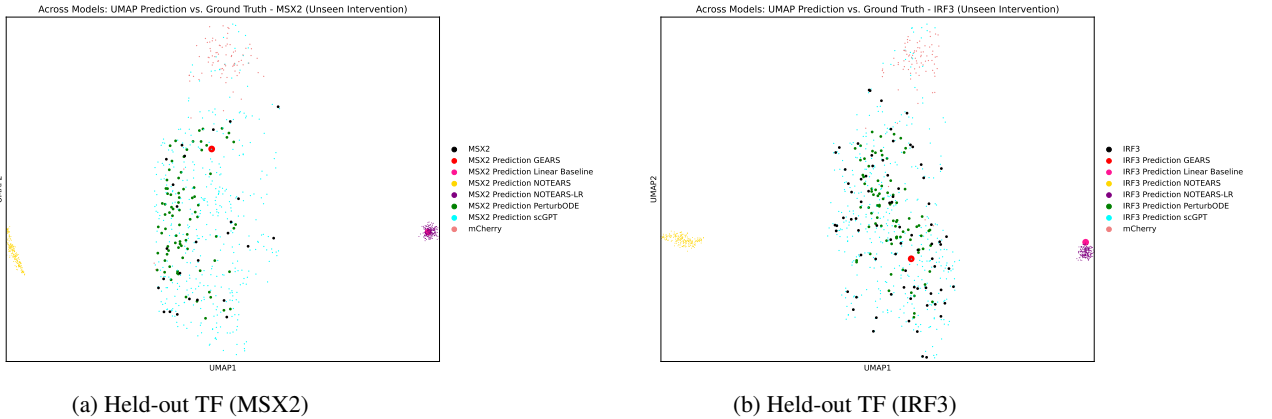 Across Models: UMAP Prediction vs. Ground Truth - MSX2 (Unseen Intervention)
MSX2
MSX2 Prediction GEARS
MSX2 Prediction Linear Baseline
MSX2 Prediction NOTEARS
MSX2 Prediction NOTEARS-LR
MSX2 Prediction PerturbODE
MSX2 Prediction scGPT
mCherry
UMAP1
(a) Held-out TF (MSX2)
Across Models: UMAP Prediction vs. Ground Truth - IRF3 (Unseen Intervention)
UMAP2
IRF3
IRF3 Prediction GEARS
IRF3 Prediction Linear Baseline
IRF3 Prediction NOTEARS
IRF3 Prediction NOTEARS-LR
IRF3 Prediction PerturbODE
IRF3 Prediction scGPT
mCherry
UMAP1
(b) Held-out TF (IRF3)